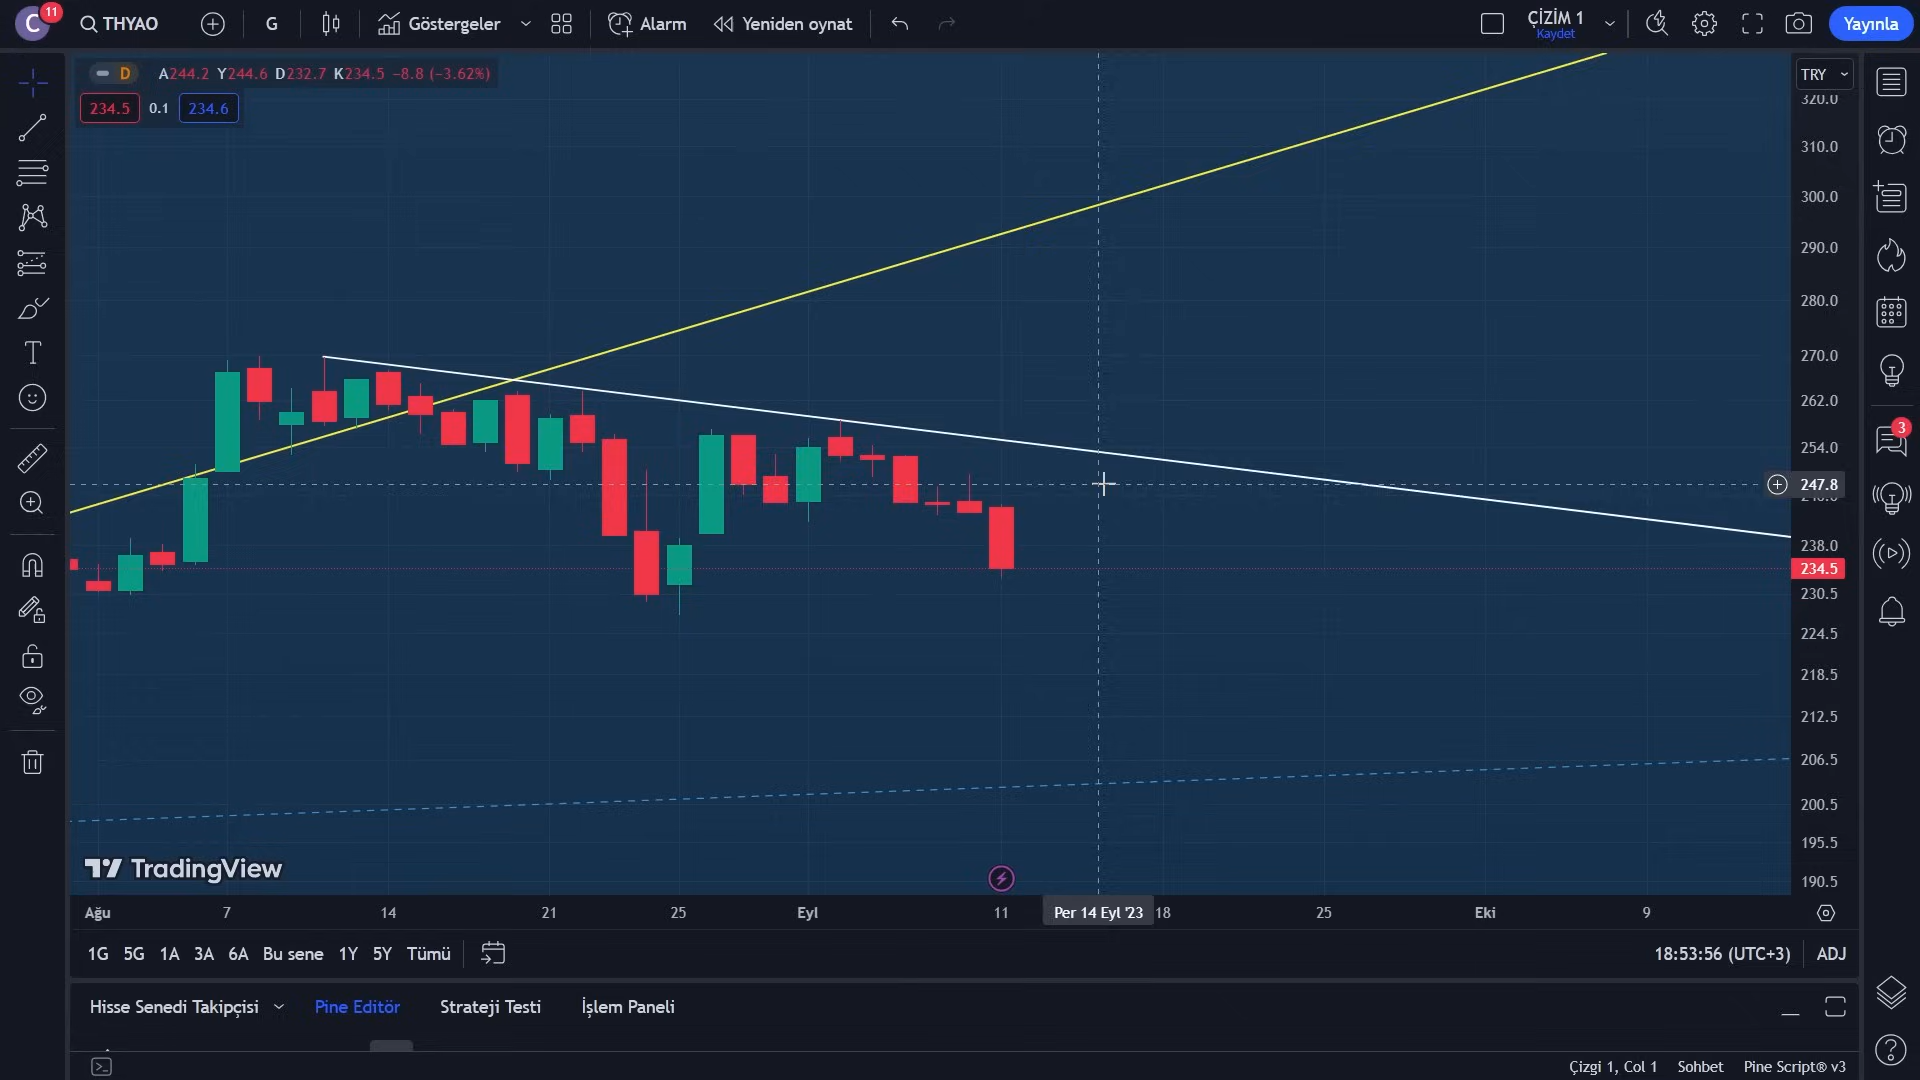 C 11 THYAO G Göstergeler Alarm Yeniden oynat ÇİZİM 1 Yayınla
Kaydet
D A244.2 Y244.6 D232.7 K234.5 −8.8 (−3.62%)
234.5 0.1 234.6
TRY
320.0
310.0
300.0
290.0
280.0
270.0
262.0
254.0
247.8
238.0
234.5
230.5
224.5
218.5
212.5
206.5
200.5
195.5
190.5
3
TradingView
Ağu 7 14 21 25 Eyl 11 Per 14 Eyl '23 18 25 Eki 9
1G 5G 1A 3A 6A Bu sene 1Y 5Y Tümü 18:53:56 (UTC+3) ADJ
Hisse Senedi Takipçisi Pine Editör Strateji Testi İşlem Paneli
Çizgi 1, Col 1 Sohbet Pine Script® v3